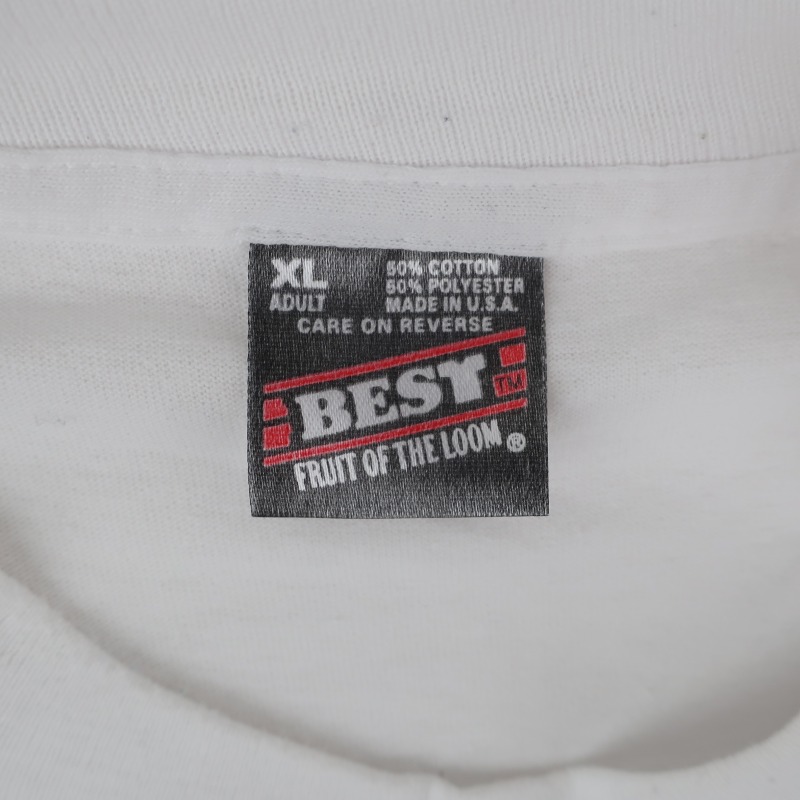 XL
ADULT
50% COTTON
50% POLYESTER
MADE IN U.S.A.
CARE ON REVERSE
BEST TM
FRUIT OF THE LOOM ®